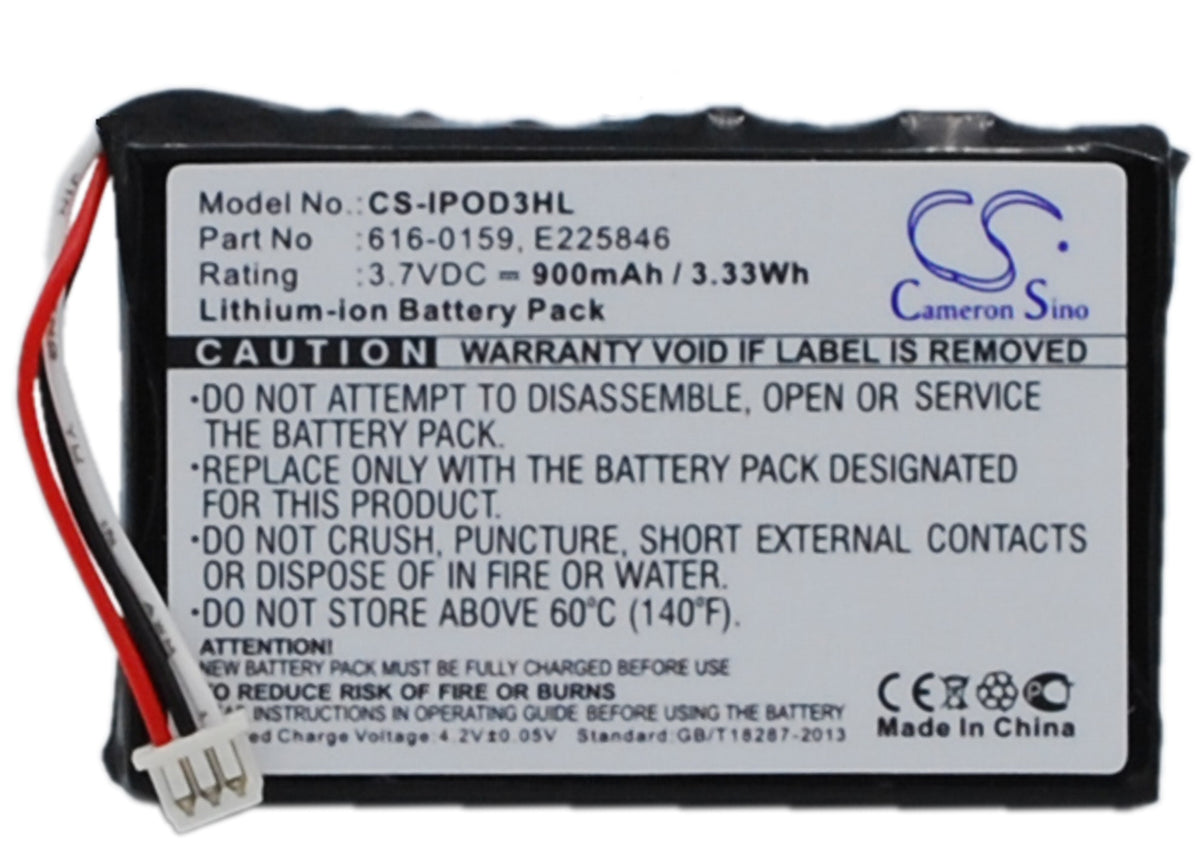 Model No.: CS-IPOD3HL
Part No : 616-0159, E225846
Rating : 3.7VDC ⎓ 900mAh / 3.33Wh
Lithium-ion Battery Pack
CS
Cameron Sino
CAUTION WARRANTY VOID IF LABEL IS REMOVED
·DO NOT ATTEMPT TO DISASSEMBLE, OPEN OR SERVICE
THE BATTERY PACK.
·REPLACE ONLY WITH THE BATTERY PACK DESIGNATED
FOR THIS PRODUCT.
·DO NOT CRUSH, PUNCTURE, SHORT EXTERNAL CONTACTS
OR DISPOSE OF IN FIRE OR WATER.
·DO NOT STORE ABOVE 60°C (140°F).
ATTENTION!
NEW BATTERY PACK MUST BE FULLY CHARGED BEFORE USE
TO REDUCE RISK OF FIRE OR BURNS
INSTRUCTIONS IN OPERATING GUIDE BEFORE USING THE BATTERY
Charge Voltage:4.2V±0.05V Standard:GB/T18287-2013
CE
PC
Made In China